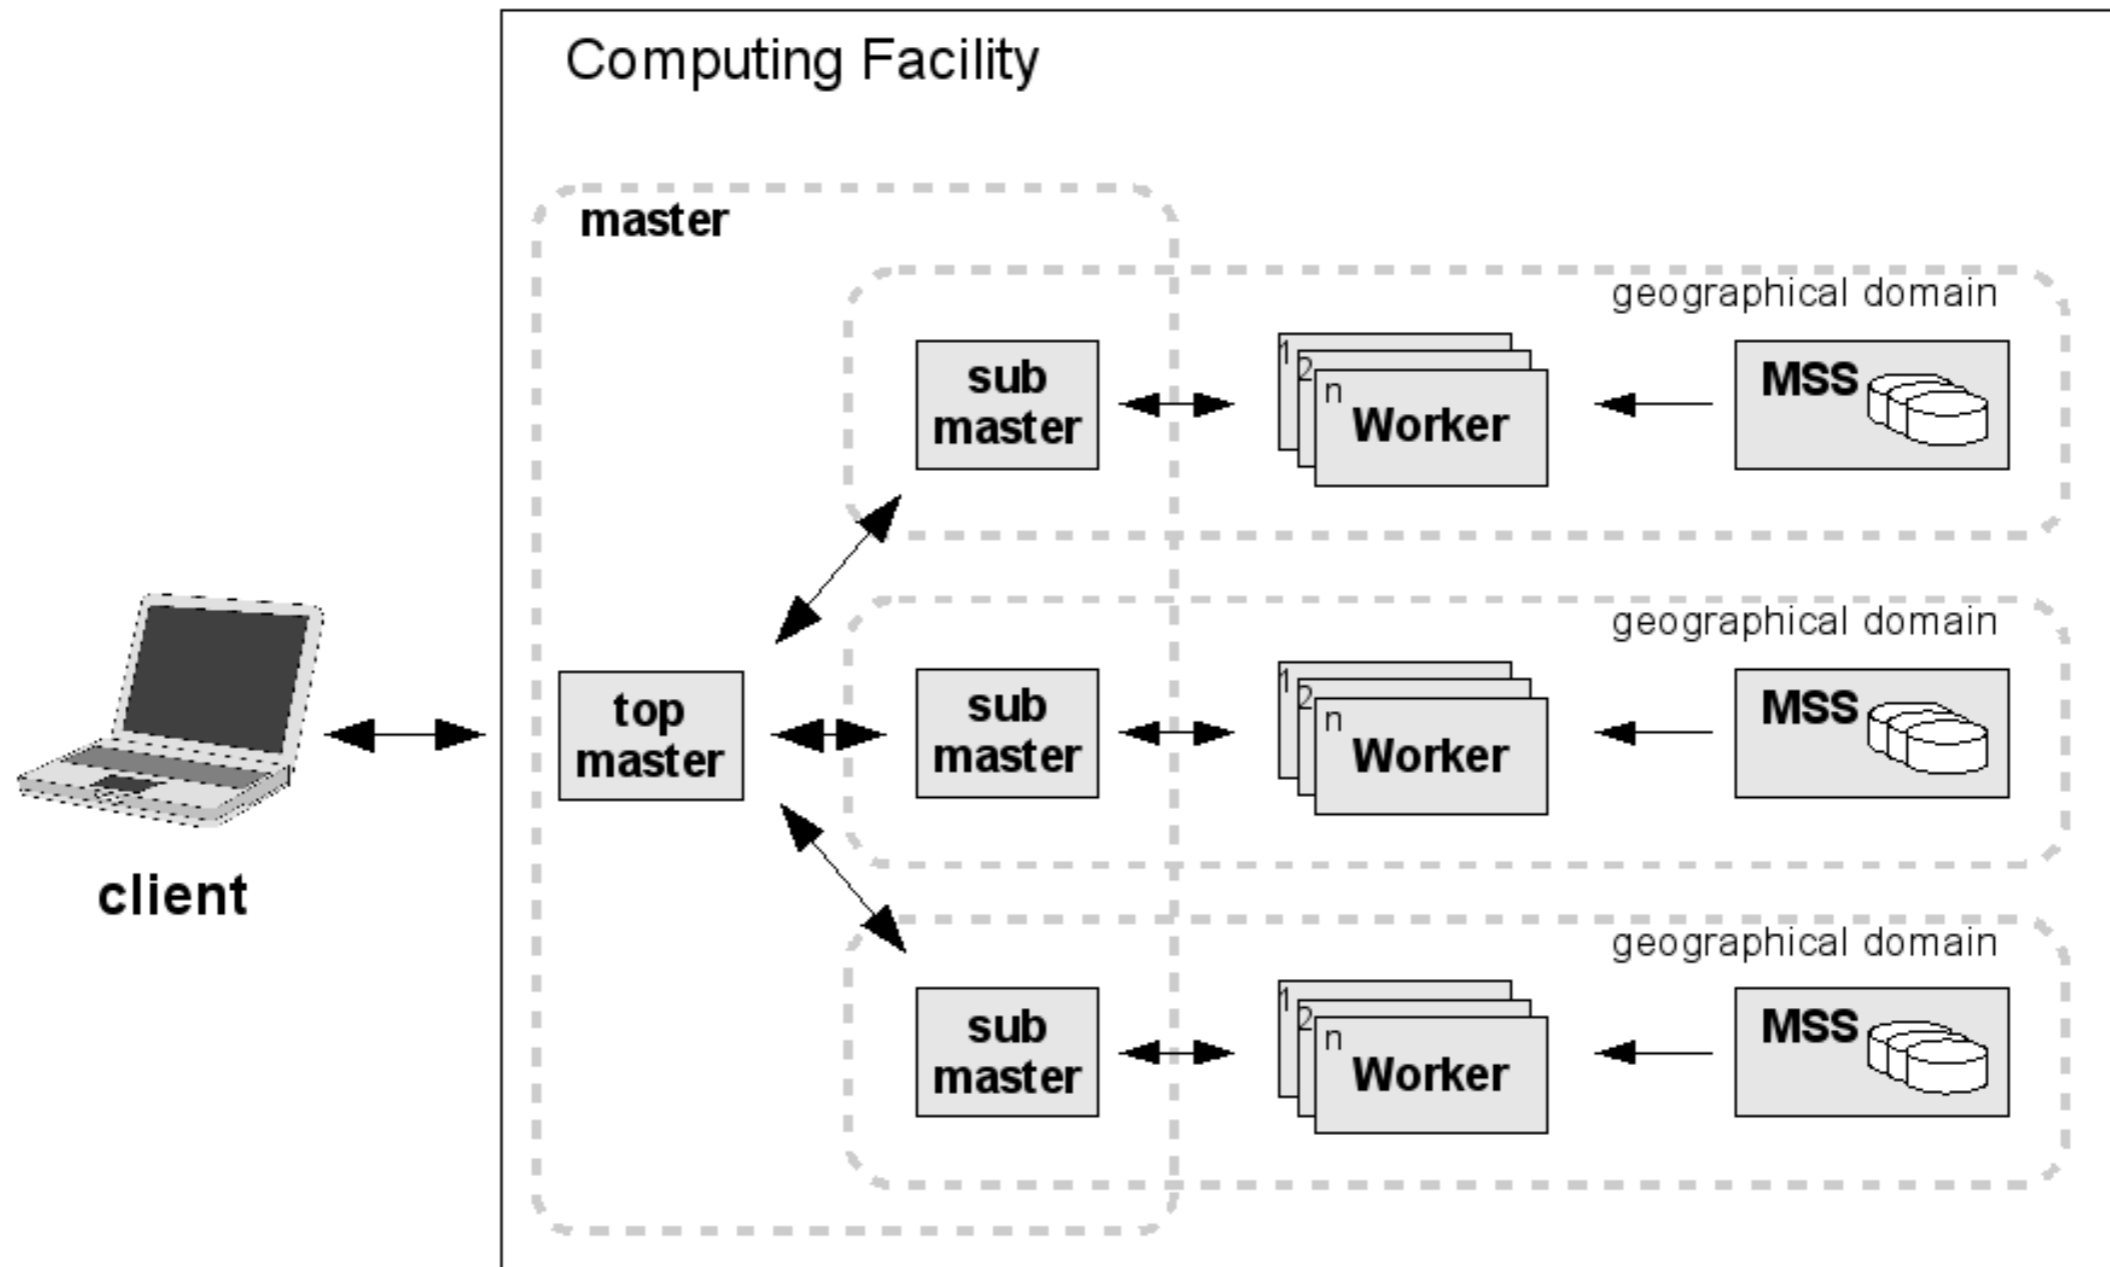 Computing Facility
master
geographical domain
sub
master
1
2
n
Worker
MSS
geographical domain
top
master
sub
master
1
2
n
Worker
MSS
client
geographical domain
sub
master
1
2
n
Worker
MSS